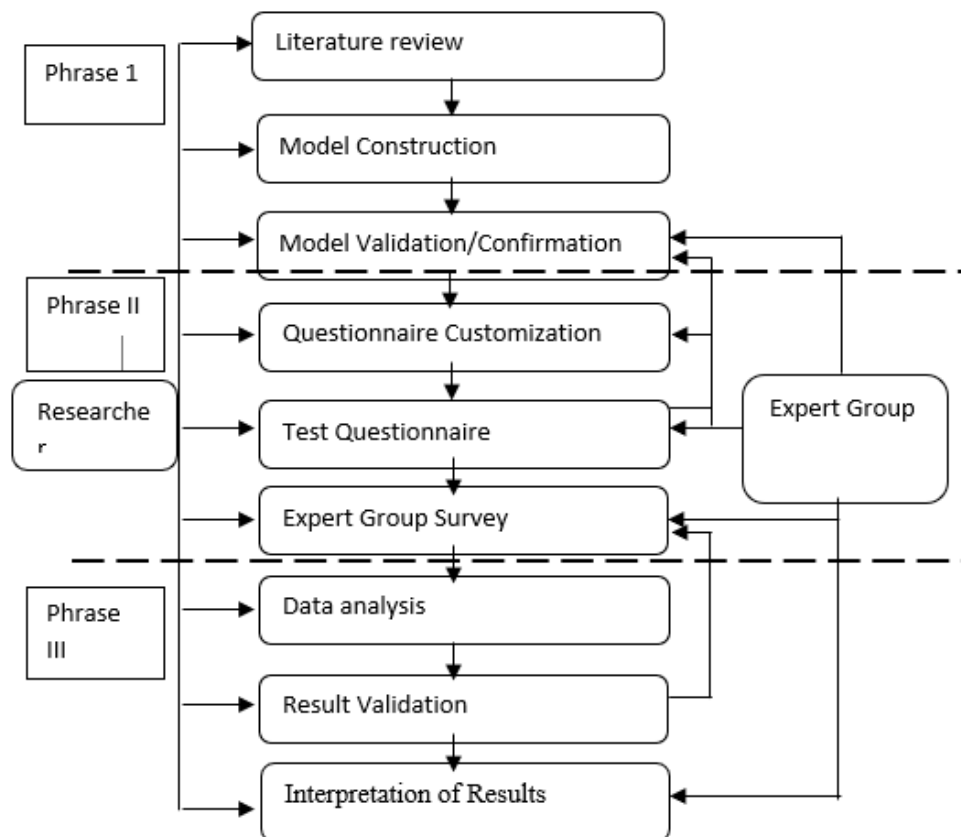 Literature review
Phrase 1
Model Construction
Model Validation/Confirmation
Phrase II
Questionnaire Customization
Researche
r
Expert Group
Test Questionnaire
Expert Group Survey
Data analysis
Phrase
III
Result Validation
Interpretation of Results